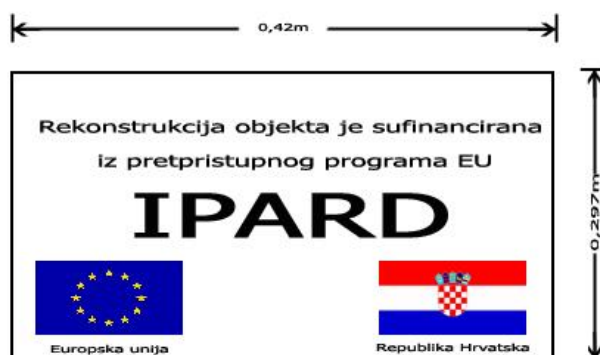 0,42m
Rekonstrukcija objekta je sufinancirana
iz pretpristupnog programa EU
IPARD
0,297m
Europska unija
Republika Hrvatska